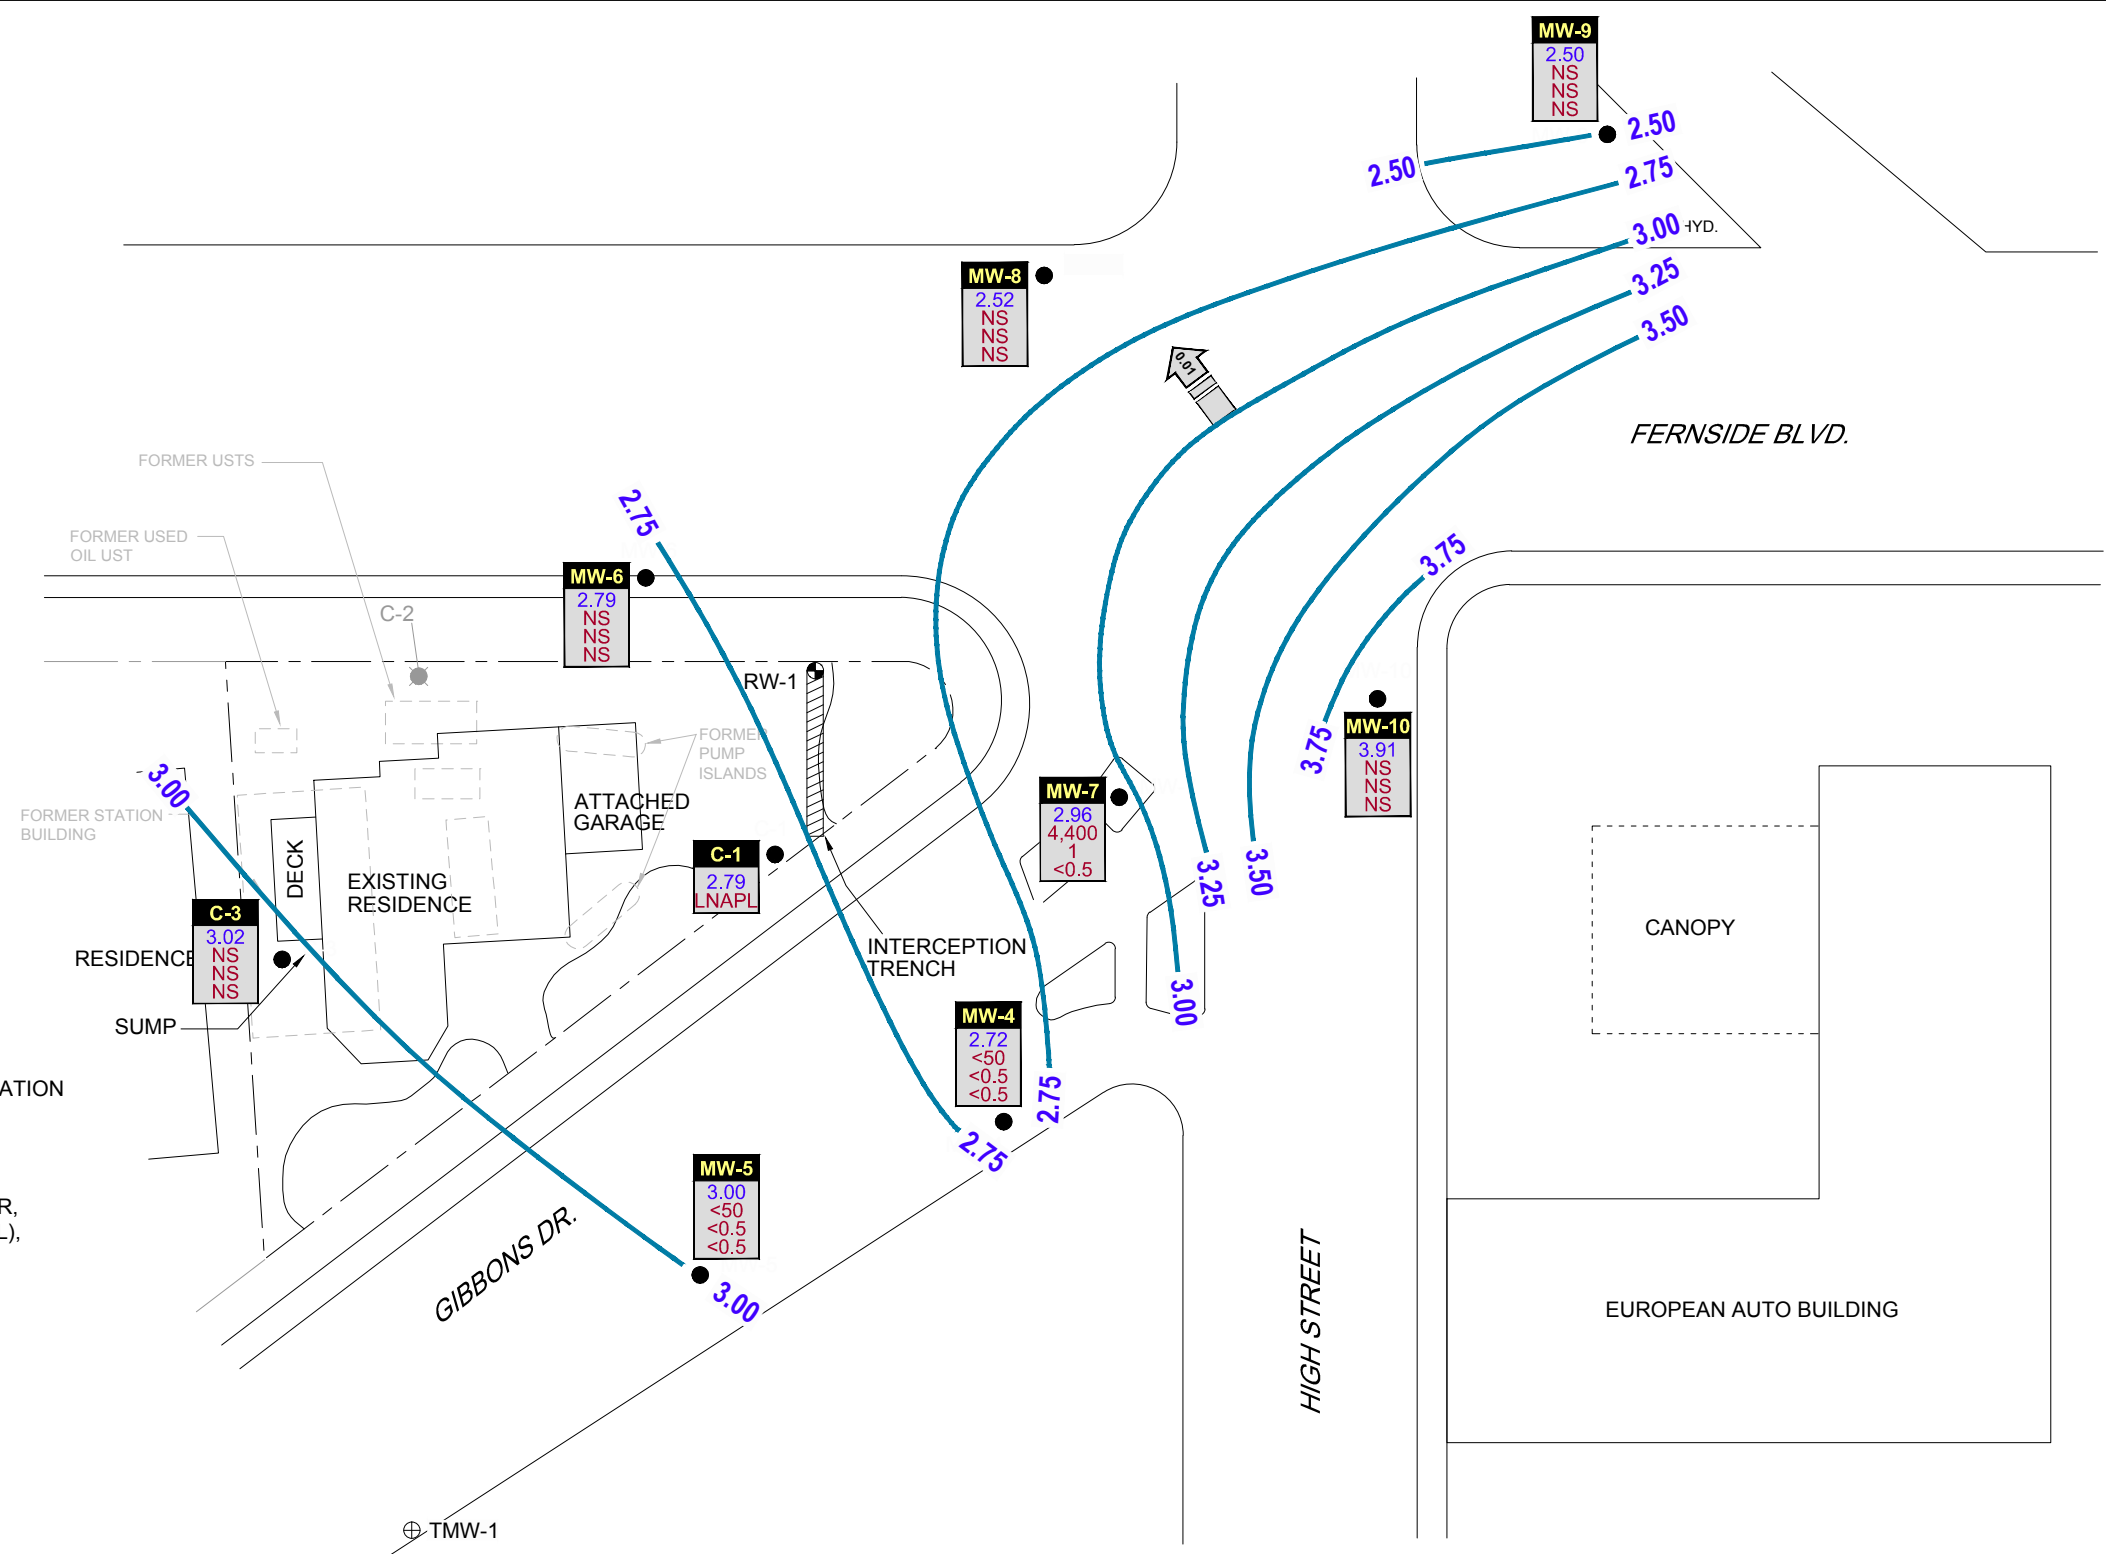 MW-9
2.50
NS
NS
NS
2.50
2.50
2.75
3.00
HYD.
3.25
3.50
MW-8
2.52
NS
NS
NS
0.01
FERNSIDE BLVD.
FORMER USTS
FORMER USED
OIL UST
2.75
MW-6
2.79
NS
NS
NS
C-2
3.75
RW-1
MW-10
3.91
NS
NS
NS
3.75
FORMER
PUMP
ISLANDS
3.00
FORMER STATION
BUILDING
ATTACHED
GARAGE
MW-7
2.96
4,400
1
<0.5
C-1
2.79
LNAPL
DECK
EXISTING
RESIDENCE
3.25
3.50
C-3
3.02
NS
NS
NS
RESIDENCE
SUMP
INTERCEPTION
TRENCH
CANOPY
3.00
MW-4
2.72
<50
<0.5
<0.5
2.75
2.75
ATION
MW-5
3.00
<50
<0.5
<0.5
R,
L),
3.00
GIBBONS DR.
HIGH STREET
EUROPEAN AUTO BUILDING
TMW-1